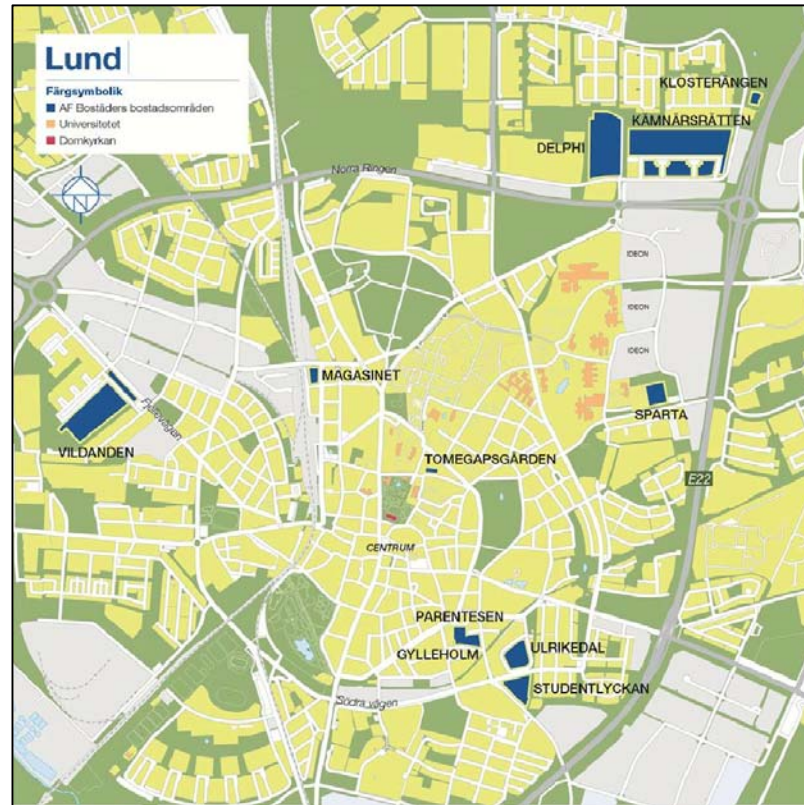 Lund
Färgsymbolik
AF Bostäders bostadsområden
Universitetet
Domkyrkan
N
KLOSTERÄNGEN
KÄMNÄRSRÄTTEN
DELPHI
Norra Ringen
IDEON
IDEON
IDEON
MAGASINET
SPARTA
Fjelievägen
VILDANDEN
TOMEGAPSGÅRDEN
E22
CENTRUM
PARENTESEN
GYLLEHOLM
ULRIKEDAL
STUDENTLYCKAN
Södra vägen